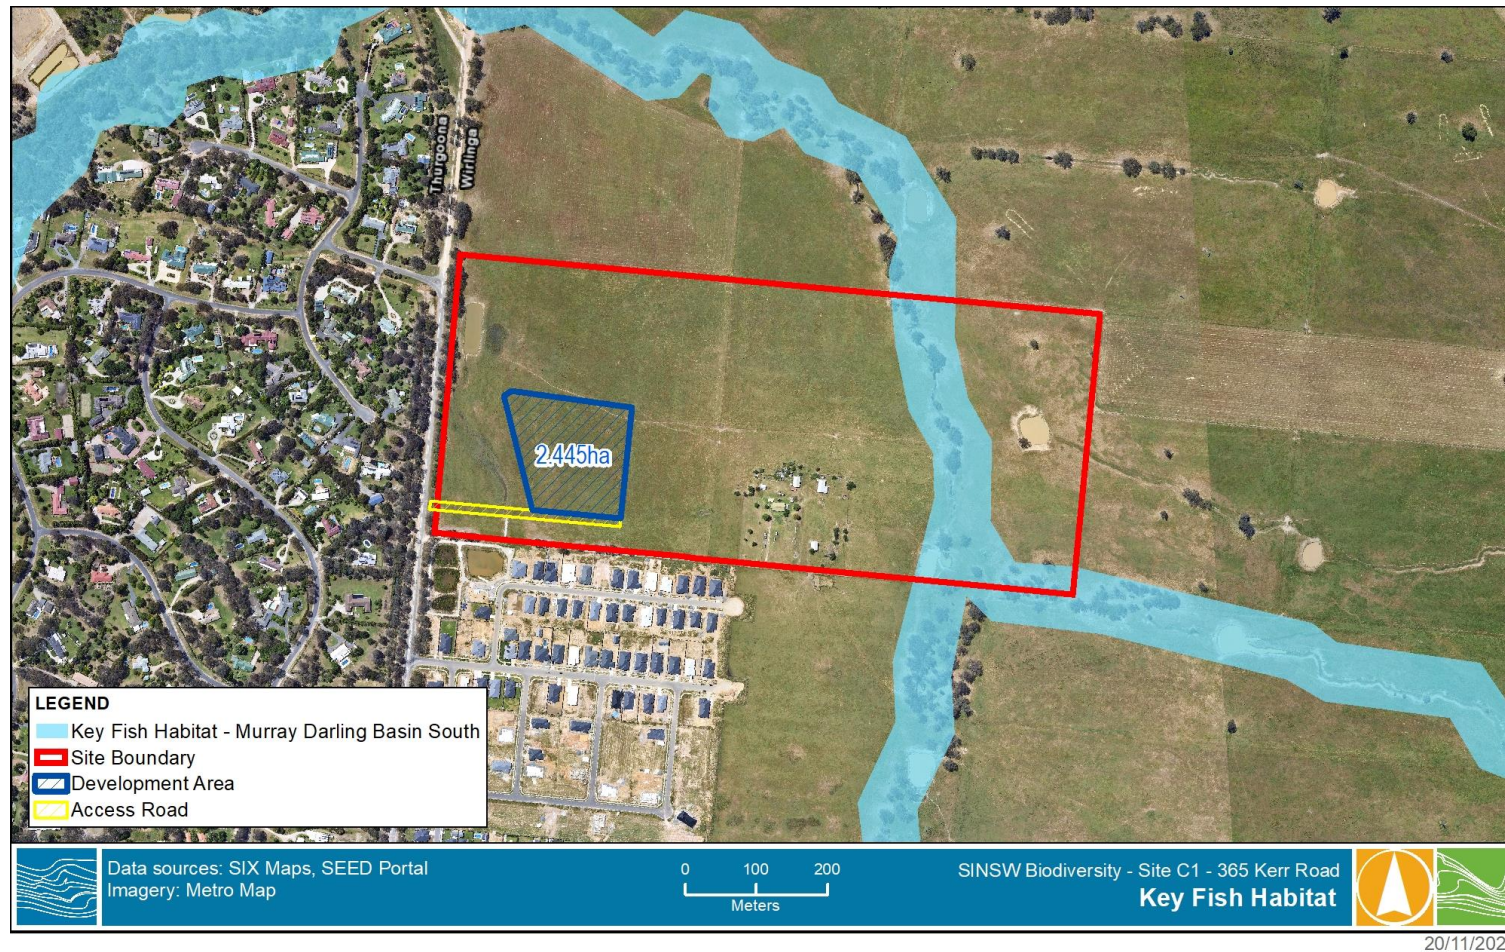 Thurgoona
Wirlinga
2.445ha
LEGEND
Key Fish Habitat - Murray Darling Basin South
Site Boundary
Development Area
Access Road
Data sources: SIX Maps, SEED Portal
Imagery: Metro Map
0 100 200
Meters
SINSW Biodiversity - Site C1 - 365 Kerr Road
Key Fish Habitat
20/11/202